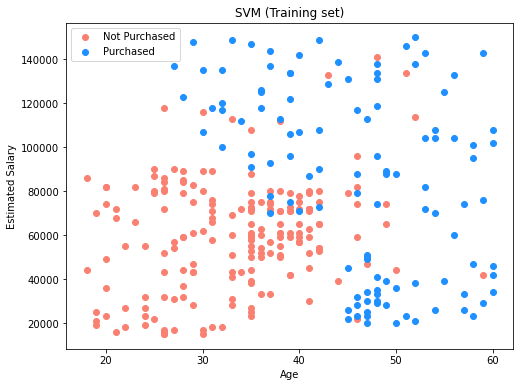 SVM (Training set)
Not Purchased
Purchased
140000
120000
100000
80000
60000
40000
20000
Estimated Salary
20
30
40
50
60
Age